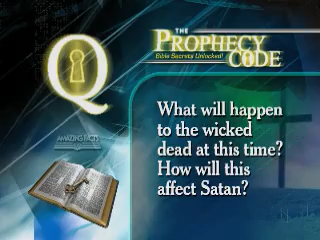 THE
PROPHECY
Bible Secrets Unlocked!
CODE
Q
AMAZING FACTS
What will happen
to the wicked
dead at this time?
How will this
affect Satan?